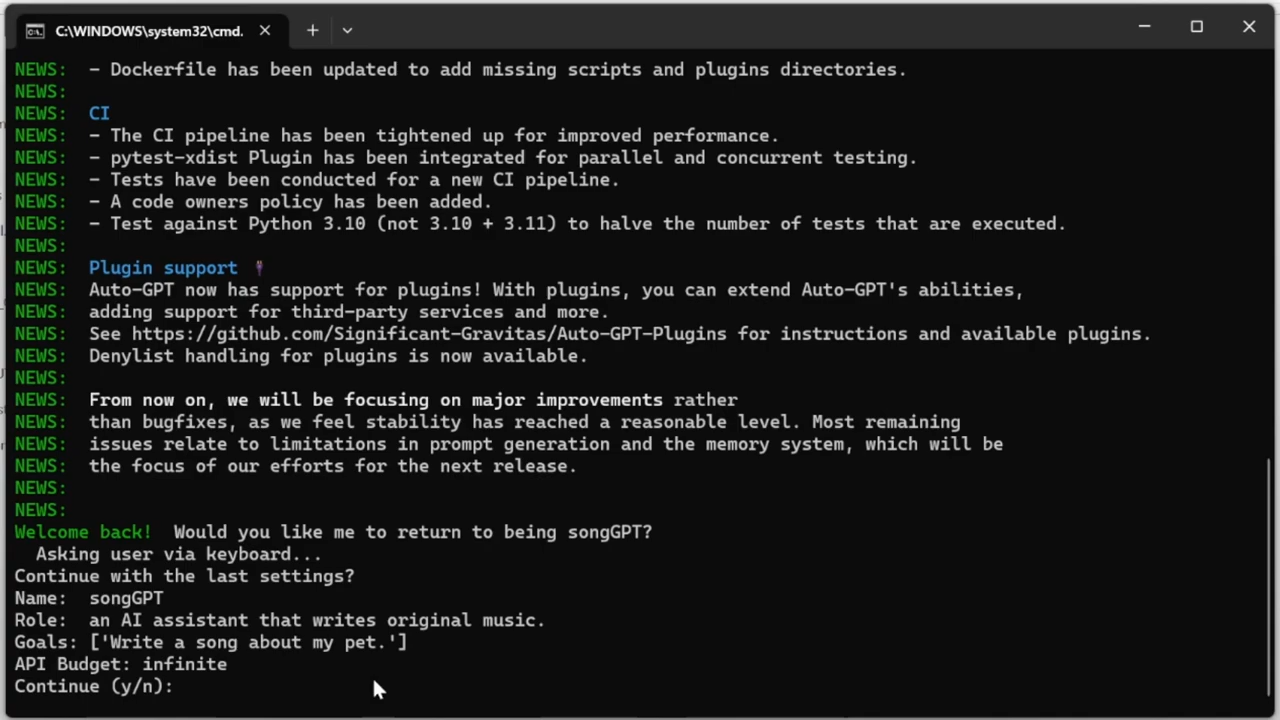 C:\WINDOWS\system32\cmd.
NEWS: - Dockerfile has been updated to add missing scripts and plugins directories.
NEWS:
NEWS: CI
NEWS: - The CI pipeline has been tightened up for improved performance.
NEWS: - pytest-xdist Plugin has been integrated for parallel and concurrent testing.
NEWS: - Tests have been conducted for a new CI pipeline.
NEWS: - A code owners policy has been added.
NEWS: - Test against Python 3.10 (not 3.10 + 3.11) to halve the number of tests that are executed.
NEWS:
NEWS: Plugin support
NEWS: Auto-GPT now has support for plugins! With plugins, you can extend Auto-GPT's abilities,
NEWS: adding support for third-party services and more.
NEWS: See https://github.com/Significant-Gravitas/Auto-GPT-Plugins for instructions and available plugins.
NEWS: Denylist handling for plugins is now available.
NEWS:
NEWS: From now on, we will be focusing on major improvements rather
NEWS: than bugfixes, as we feel stability has reached a reasonable level. Most remaining
NEWS: issues relate to limitations in prompt generation and the memory system, which will be
NEWS: the focus of our efforts for the next release.
NEWS:
NEWS:
Welcome back! Would you like me to return to being songGPT?
Asking user via keyboard...
Continue with the last settings?
Name: songGPT
Role: an AI assistant that writes original music.
Goals: ['Write a song about my pet.']
API Budget: infinite
Continue (y/n):